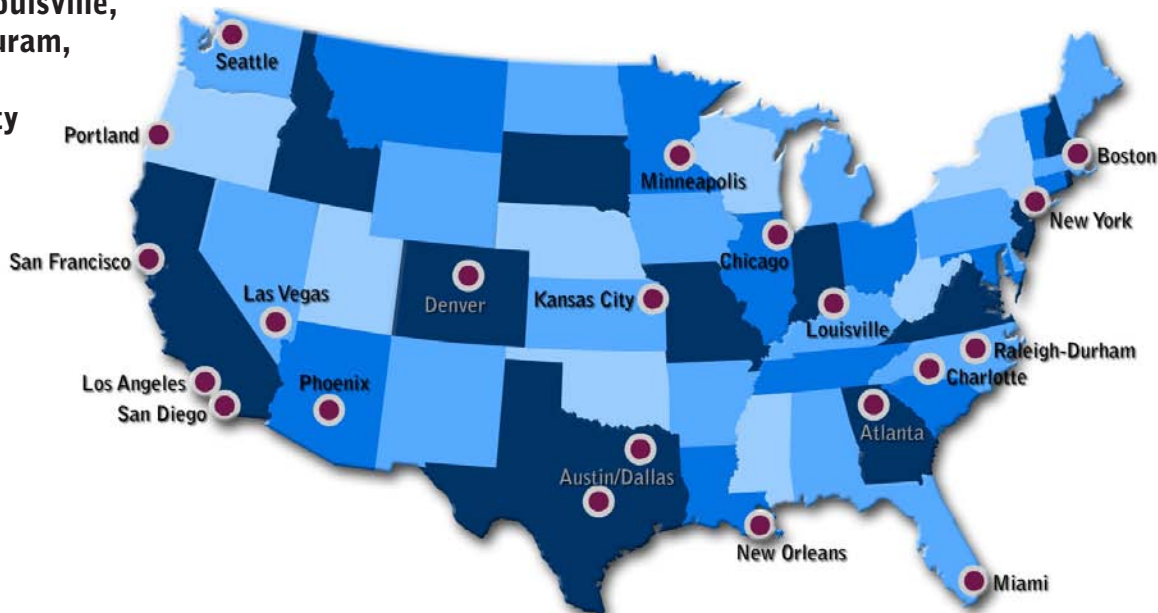 ouisville,
uram,
ty
Seattle
Portland
Minneapolis
Boston
New York
San Francisco
Chicago
Las Vegas
Denver
Kansas City
Louisville
Raleigh-Durham
Los Angeles
Phoenix
Charlotte
San Diego
Atlanta
Austin/Dallas
New Orleans
Miami